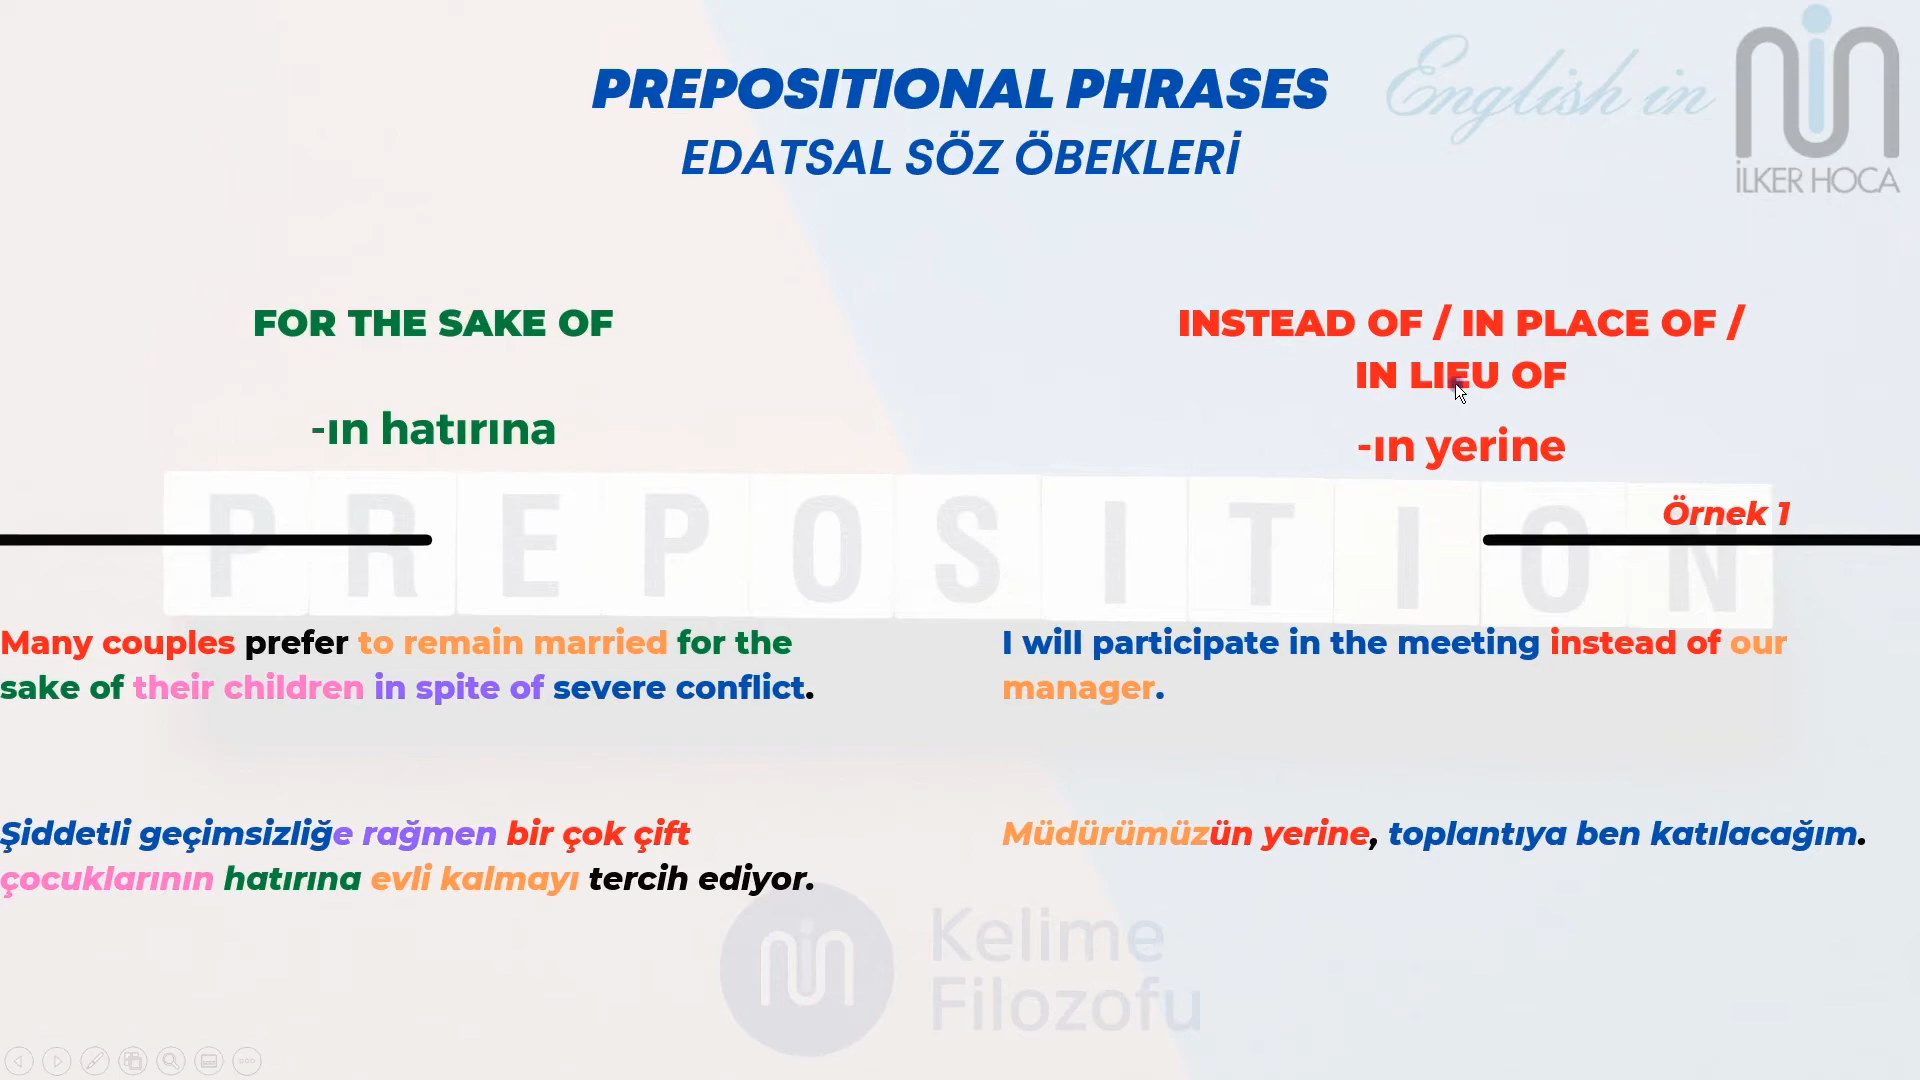 PREPOSITIONAL PHRASES
EDATSAL SÖZ ÖBEKLERİ
English in
İLKER HOCA
FOR THE SAKE OF
-ın hatırına
INSTEAD OF / IN PLACE OF /
IN LIEU OF
-ın yerine
PREPOSITION
Örnek 1
Many couples prefer to remain married for the
sake of their children in spite of severe conflict.
Şiddetli geçimsizliğe rağmen bir çok çift
çocuklarının hatırına evli kalmayı tercih ediyor.
I will participate in the meeting instead of our
manager.
Müdürümüzün yerine, toplantıya ben katılacağım.
Kelime
Filozofu